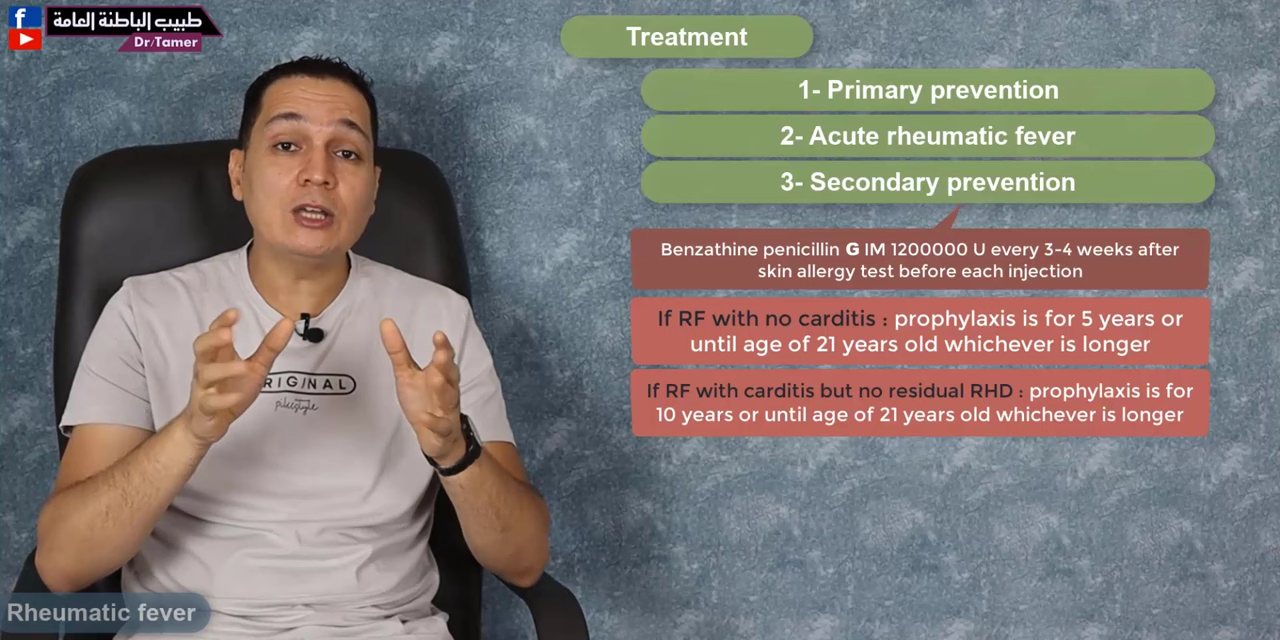 طبيب الباطنة العامة
Dr/Tamer
Treatment
1- Primary prevention
2- Acute rheumatic fever
3- Secondary prevention
Benzathine penicillin G IM 1200000 U every 3-4 weeks after
skin allergy test before each injection
If RF with no carditis : prophylaxis is for 5 years or
until age of 21 years old whichever is longer
If RF with carditis but no residual RHD : prophylaxis is for
10 years or until age of 21 years old whichever is longer
RIGINAL
Rheumatic fever